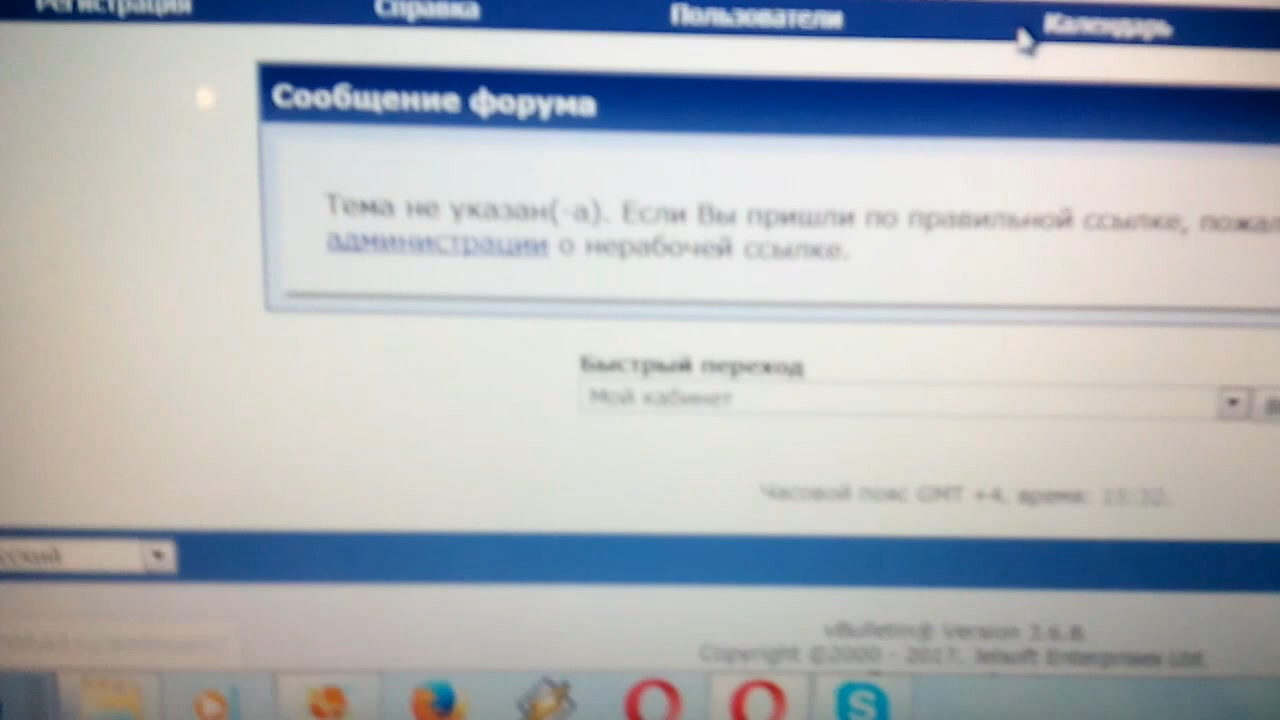 Регистрация Справка Пользователи Календарь
Сообщение форума
Тема не указан(-а). Если Вы пришли по правильной ссылке,
администрации о нерабочей ссылке.
Быстрый переход
Мой кабинет
Часовой пояс GMT +4, время: 15:32.
vBulletin® Version 3.6.8.
Copyright ©2000 - 2017, Jelsoft Enterprises Ltd.